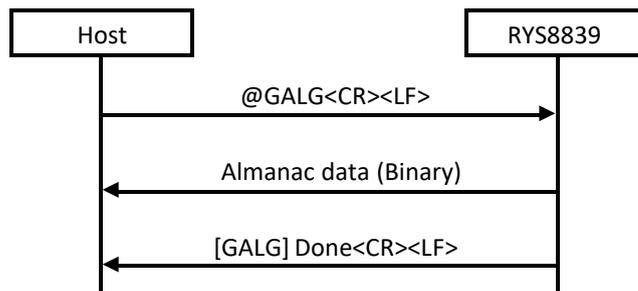 Host
RYS8839
@GALG<CR><LF>
Almanac data (Binary)
[GALG] Done<CR><LF>